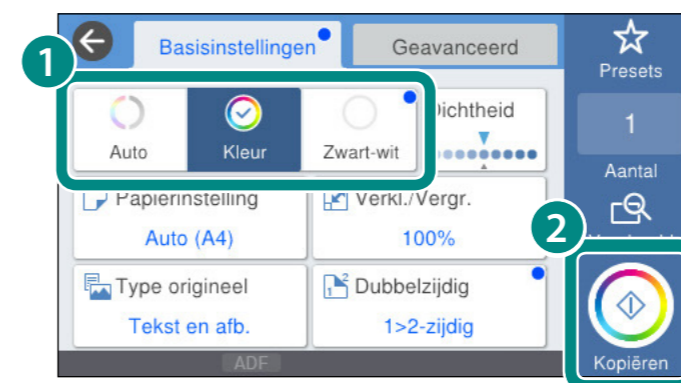 1
Basisinstellingen
Geavanceerd
Presets
Auto
Kleur
Zwart-wit
Dichtheid
1
Aantal
Papierinstelling
Auto (A4)
Verkl./Vergr.
100%
2
Type origineel
Tekst en afb.
Dubbelzijdig
1>2-zijdig
Kopiëren
ADF